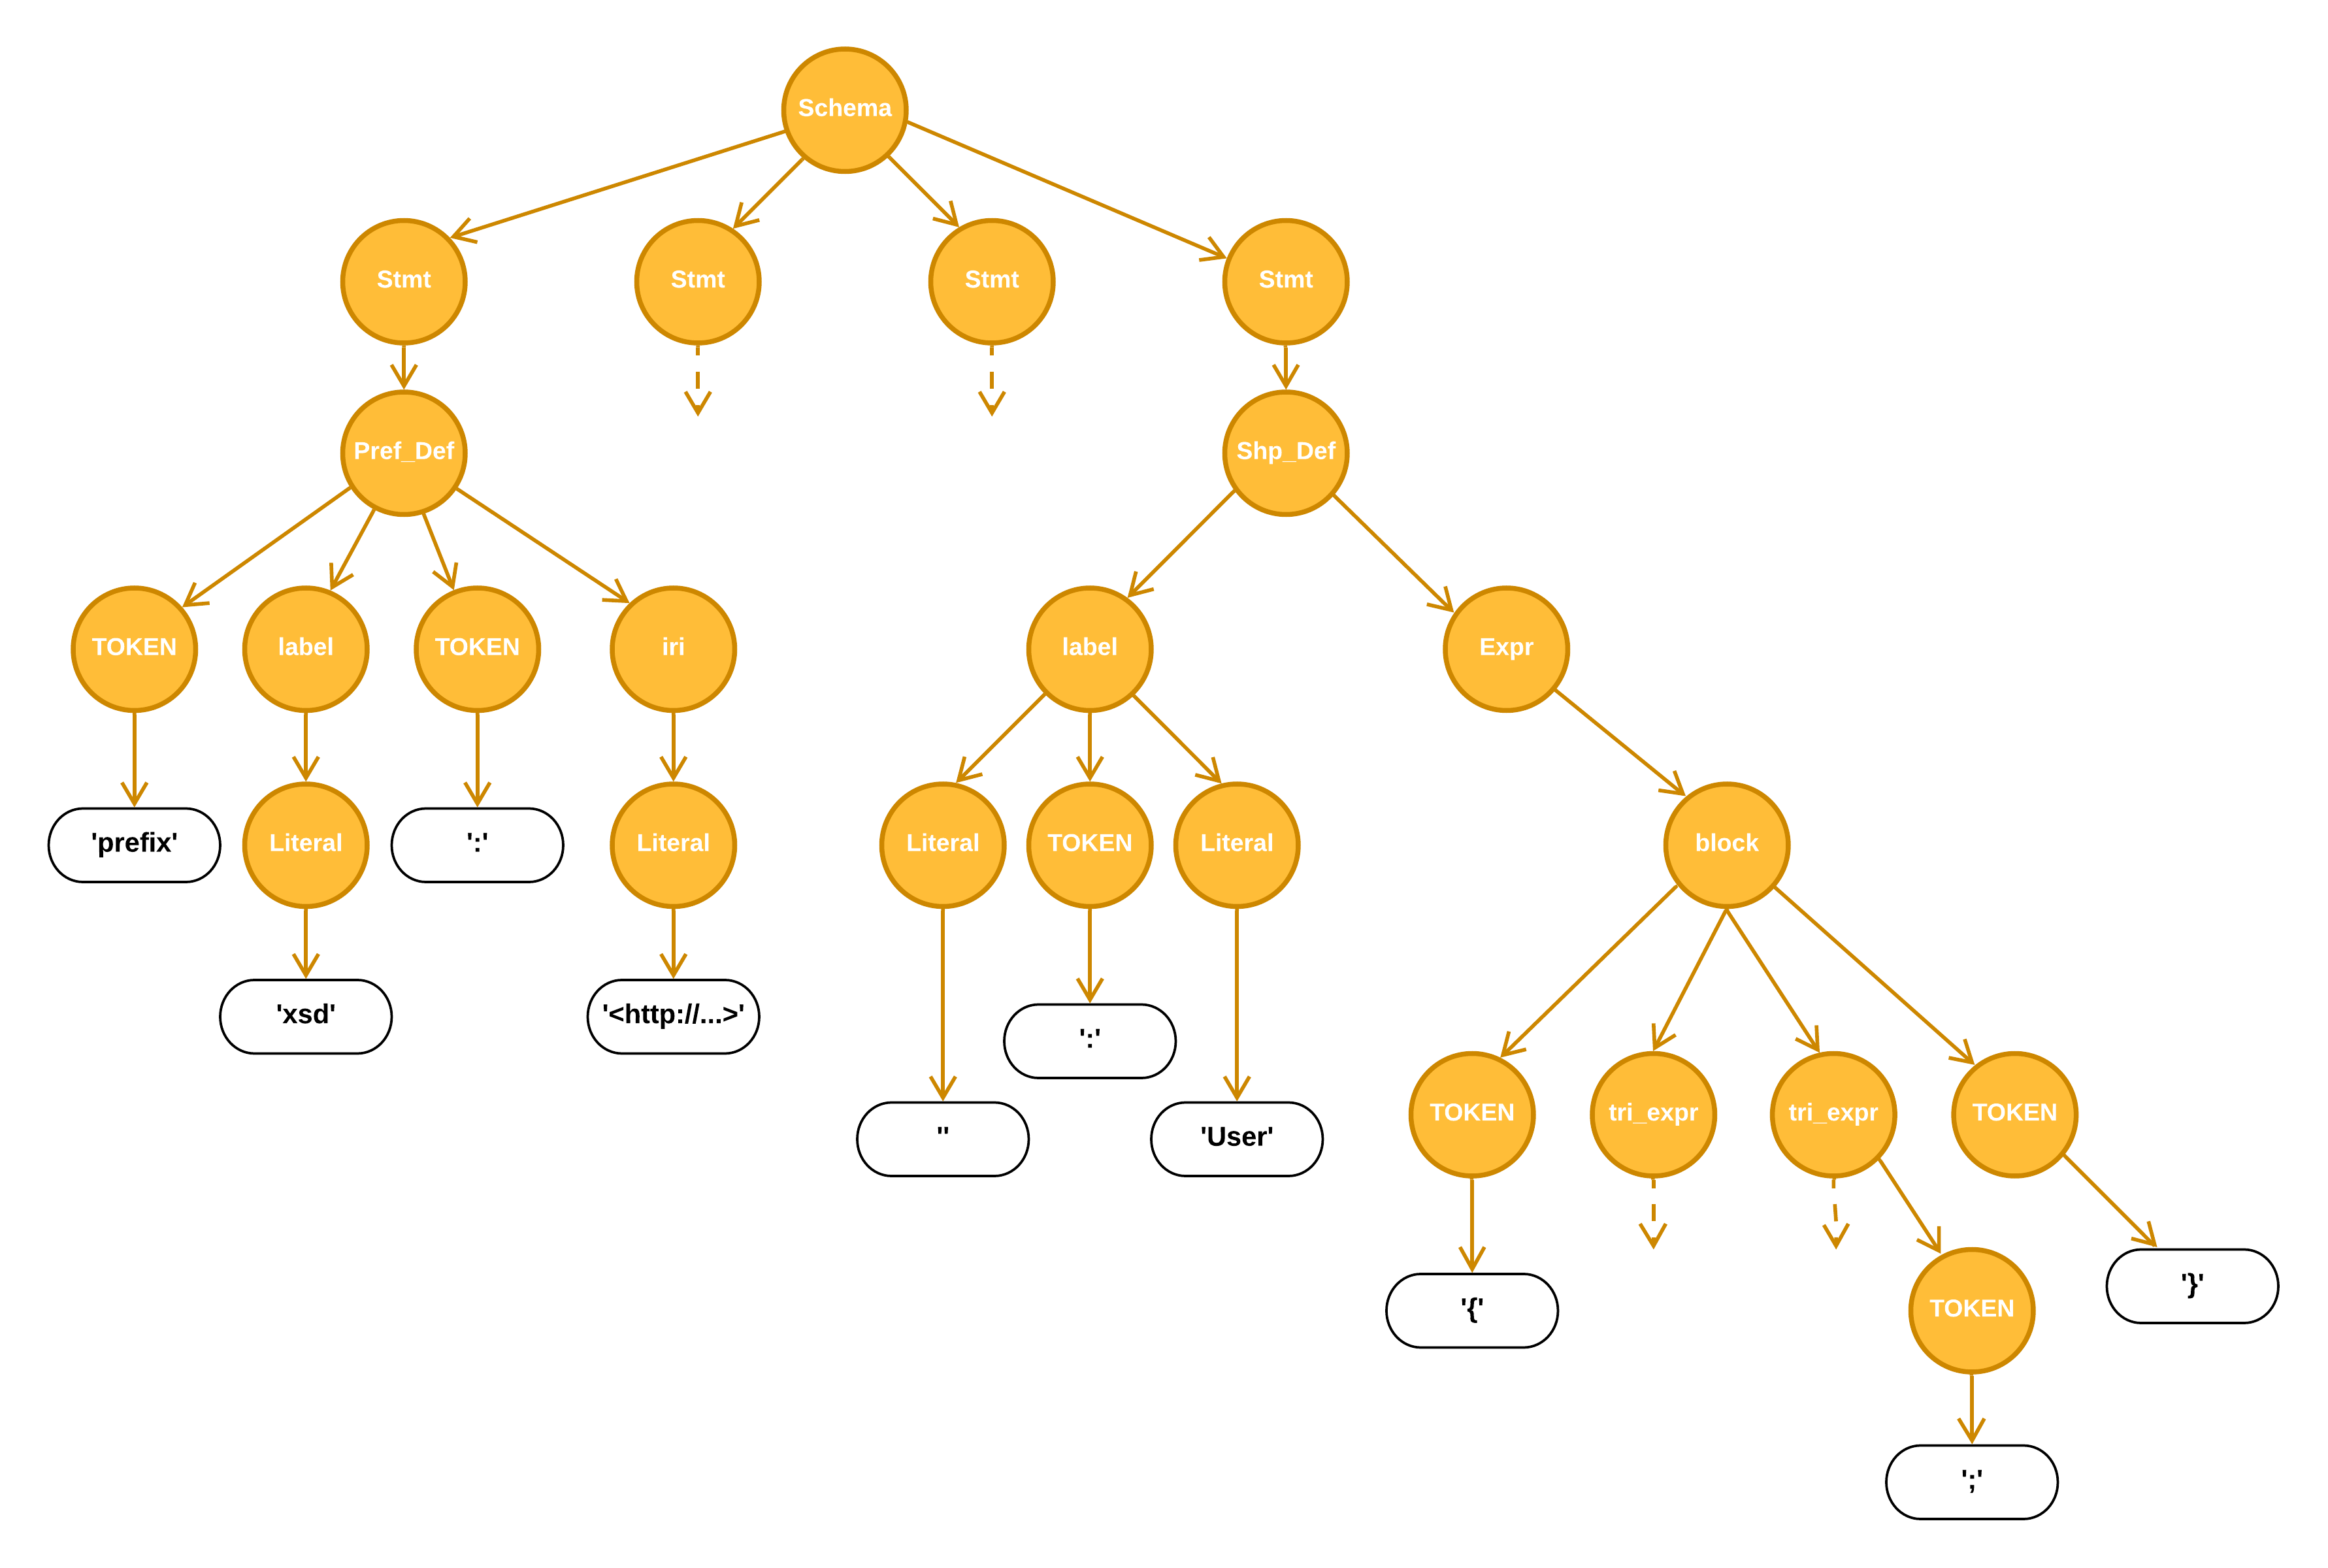 Schema
Stmt
Stmt
Stmt
Stmt
Pref_Def
Shp_Def
TOKEN
label
TOKEN
iri
label
Expr
'prefix'
Literal
':'
Literal
Literal
TOKEN
Literal
block
'xsd'
'<http://...>'
':'
''
'User'
TOKEN
tri_expr
tri_expr
TOKEN
'{'
TOKEN
'}'
';'